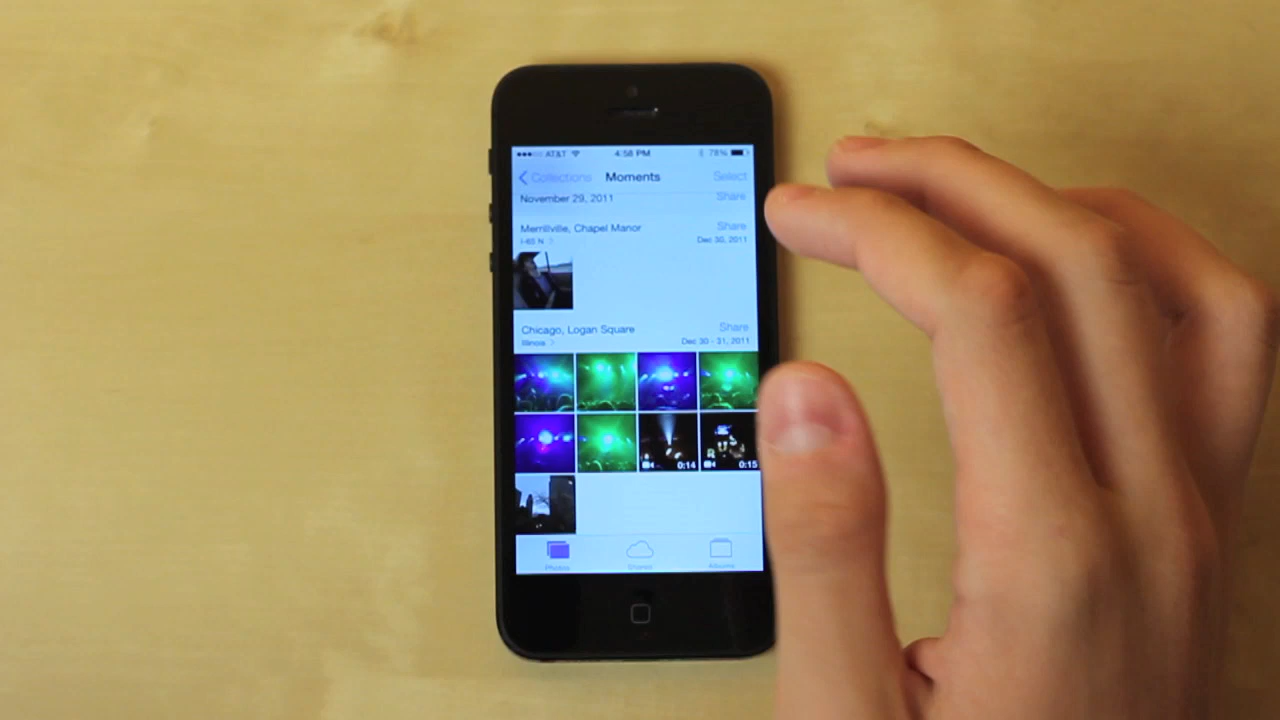 AT&T 4:58 PM 78%
Collections Moments Select
November 29, 2011 Share
Merrillville, Chapel Manor Share
I-65 N Dec 30, 2011
Chicago, Logan Square Share
Illinois Dec 30 - 31, 2011
RUS
0:14 0:15
Photos Shared Albums